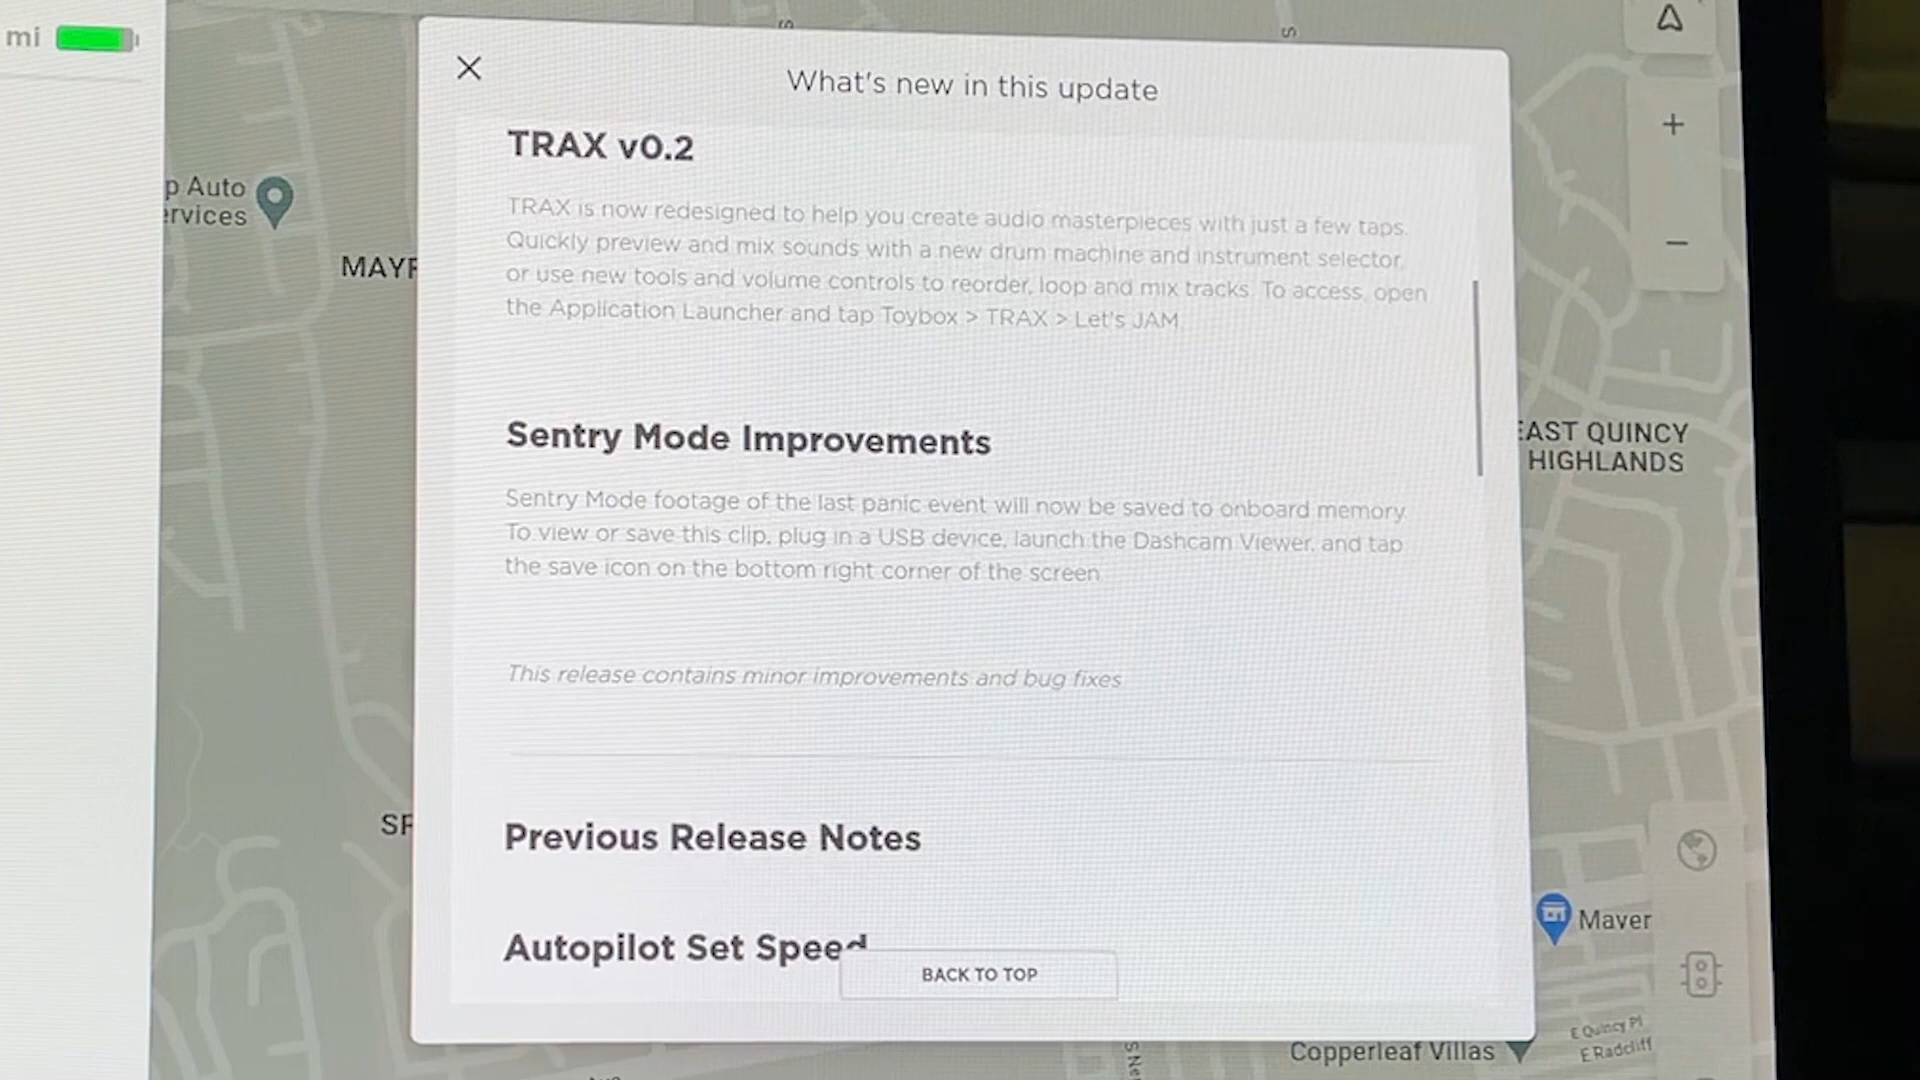 mi
What's new in this update
TRAX v0.2
TRAX is now redesigned to help you create audio masterpieces with just a few taps.
Quickly preview and mix sounds with a new drum machine and instrument selector,
or use new tools and volume controls to reorder, loop and mix tracks. To access, open
the Application Launcher and tap Toybox > TRAX > Let's JAM
Sentry Mode Improvements
Sentry Mode footage of the last panic event will now be saved to onboard memory.
To view or save this clip, plug in a USB device, launch the Dashcam Viewer, and tap
the save icon on the bottom right corner of the screen.
This release contains minor improvements and bug fixes
Previous Release Notes
Autopilot Set Speed
BACK TO TOP
p Auto
ervices
MAYF
SF
EAST QUINCY
HIGHLANDS
Maver
E Quincy Pl
E Radcliff
Copperleaf Villas
S Ne